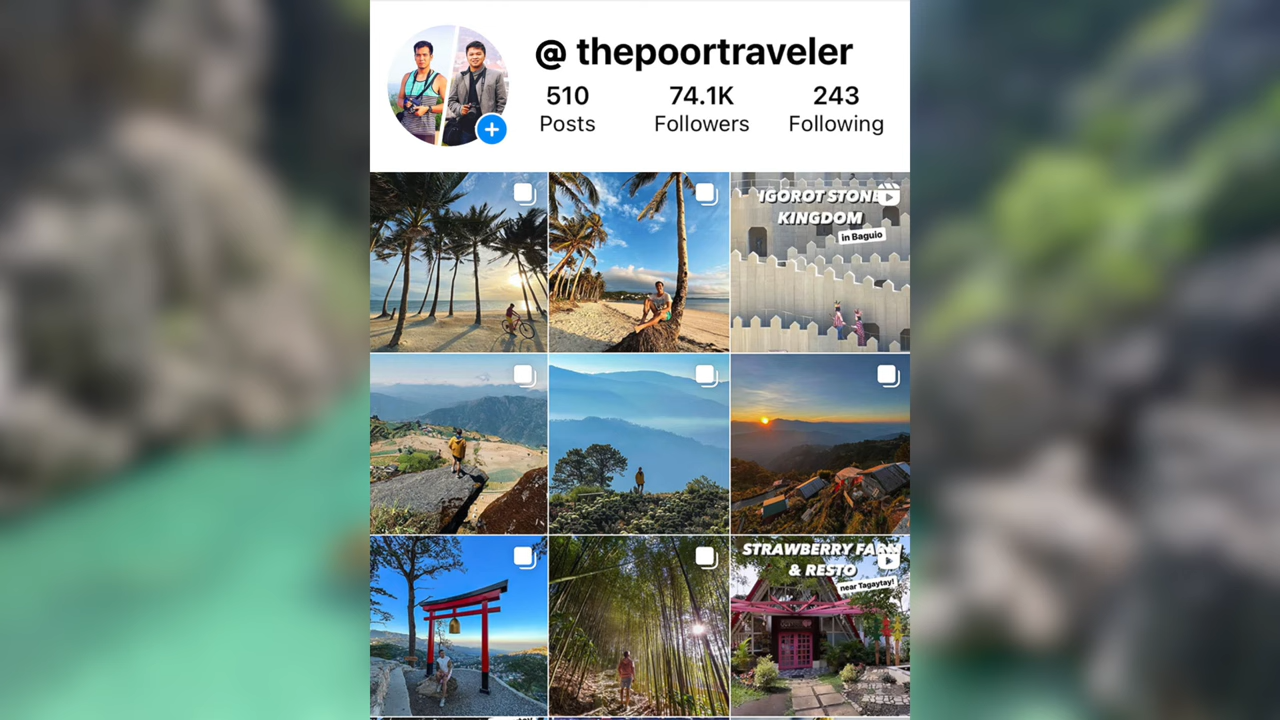 @ thepoortraveler
510
74.1K
243
Posts
Followers
Following
IGOROT STONE
KINGDOM
in Baguio
STRAWBERRY FARM
& RESTO
near Tagaytay!